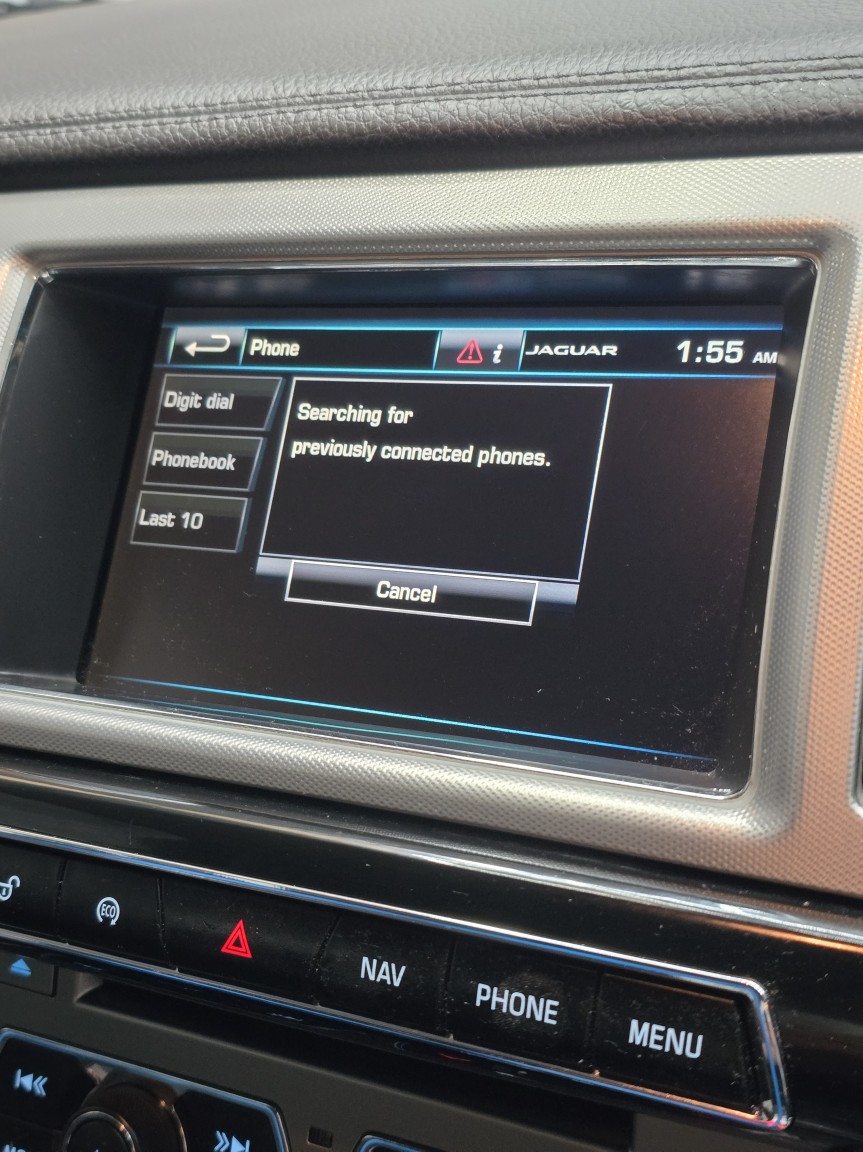 Phone
i
JAGUAR
1:55 AM
Digit dial
Phonebook
Last 10
Searching for
previously connected phones.
Cancel
ECO
NAV
PHONE
MENU